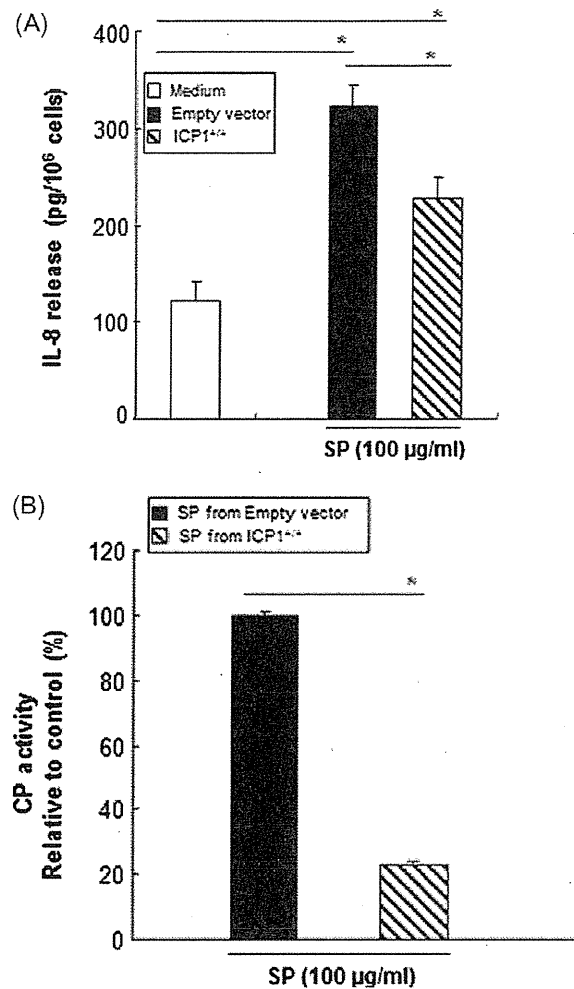 (A)
*
*
*
400
300
200
100
0
IL-8 release (pg/10⁶ cells)
Medium
Empty vector
ICP1⁺/⁺
SP (100 µg/ml)
(B)
SP from Empty vector
SP from ICP1⁺/⁺
*
120
100
80
60
40
20
0
CP activity
Relative to control (%)
SP (100 µg/ml)